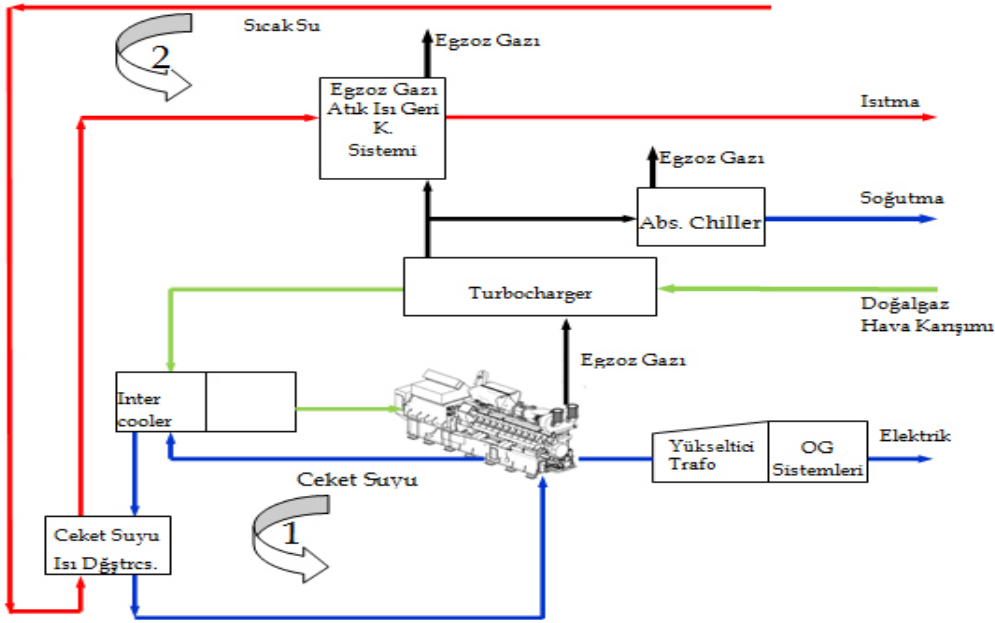 Sıcak Su
2
Egzoz Gazı
Egzoz Gazı
Atık Isı Geri
K.
Sistemi
Isıtma
Egzoz Gazı
Abs. Chiller
Soğutma
Turbocharger
Doğalgaz
Hava Karışımı
Egzoz Gazı
Inter
cooler
Yükseltici
Trafo
OG
Sistemleri
Elektrik
Ceket Suyu
1
Ceket Suyu
Isı Dğştrcs.